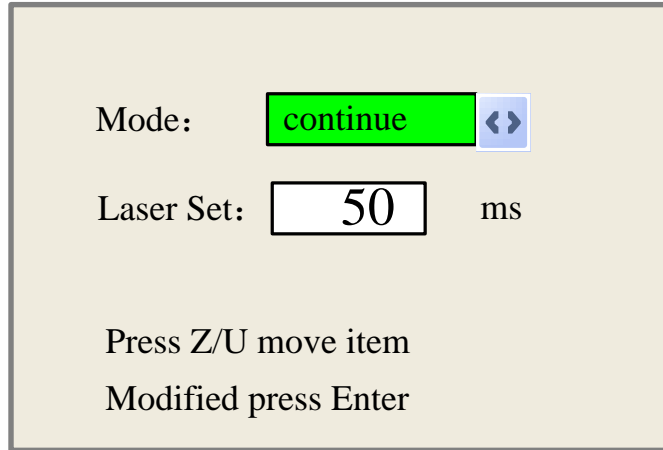 Mode：continue
Laser Set：50 ms
Press Z/U move item
Modified press Enter